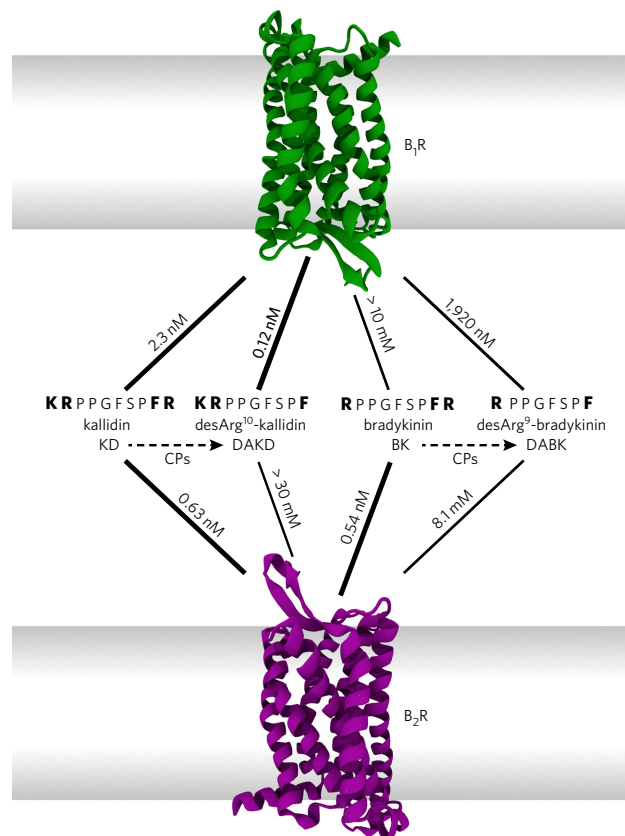 B₁R
2.3 nM
0.12 nM
> 10 mM
1.920 nM
KRPPGFSPFR
KRPPGFSPF
RPPGFSPFR
R PPGFSPF
kallidin
desArg¹⁰-kallidin
bradykinin
desArg⁹-bradykinin
KD
CPs
DAKD
BK
CPs
DABK
0.63 nM
> 30 mM
0.54 nM
8.1 mM
B₂R